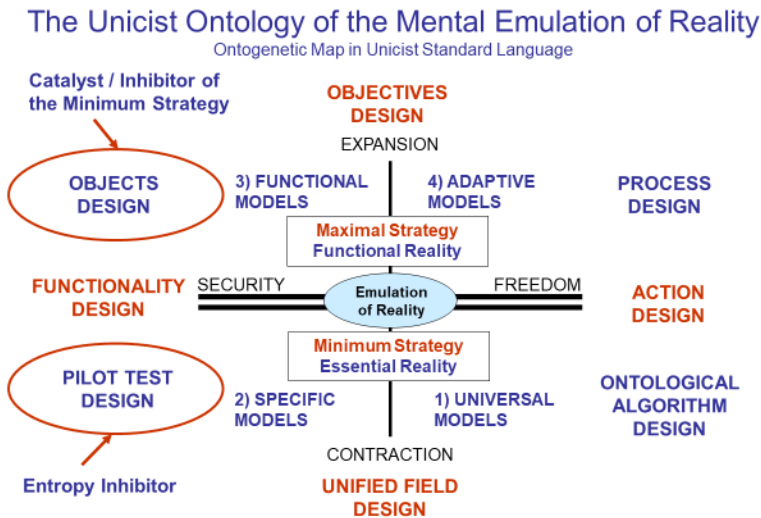 The Unicist Ontology of the Mental Emulation of Reality
Ontogenetic Map in Unicist Standard Language
Catalyst / Inhibitor of
the Minimum Strategy
OBJECTIVES
DESIGN
EXPANSION
OBJECTS
DESIGN
3) FUNCTIONAL
MODELS
4) ADAPTIVE
MODELS
PROCESS
DESIGN
Maximal Strategy
Functional Reality
FUNCTIONALITY
DESIGN
SECURITY
Emulation
of Reality
FREEDOM
ACTION
DESIGN
Minimum Strategy
Essential Reality
PILOT TEST
DESIGN
2) SPECIFIC
MODELS
1) UNIVERSAL
MODELS
ONTOLOGICAL
ALGORITHM
DESIGN
CONTRACTION
Entropy Inhibitor
UNIFIED FIELD
DESIGN